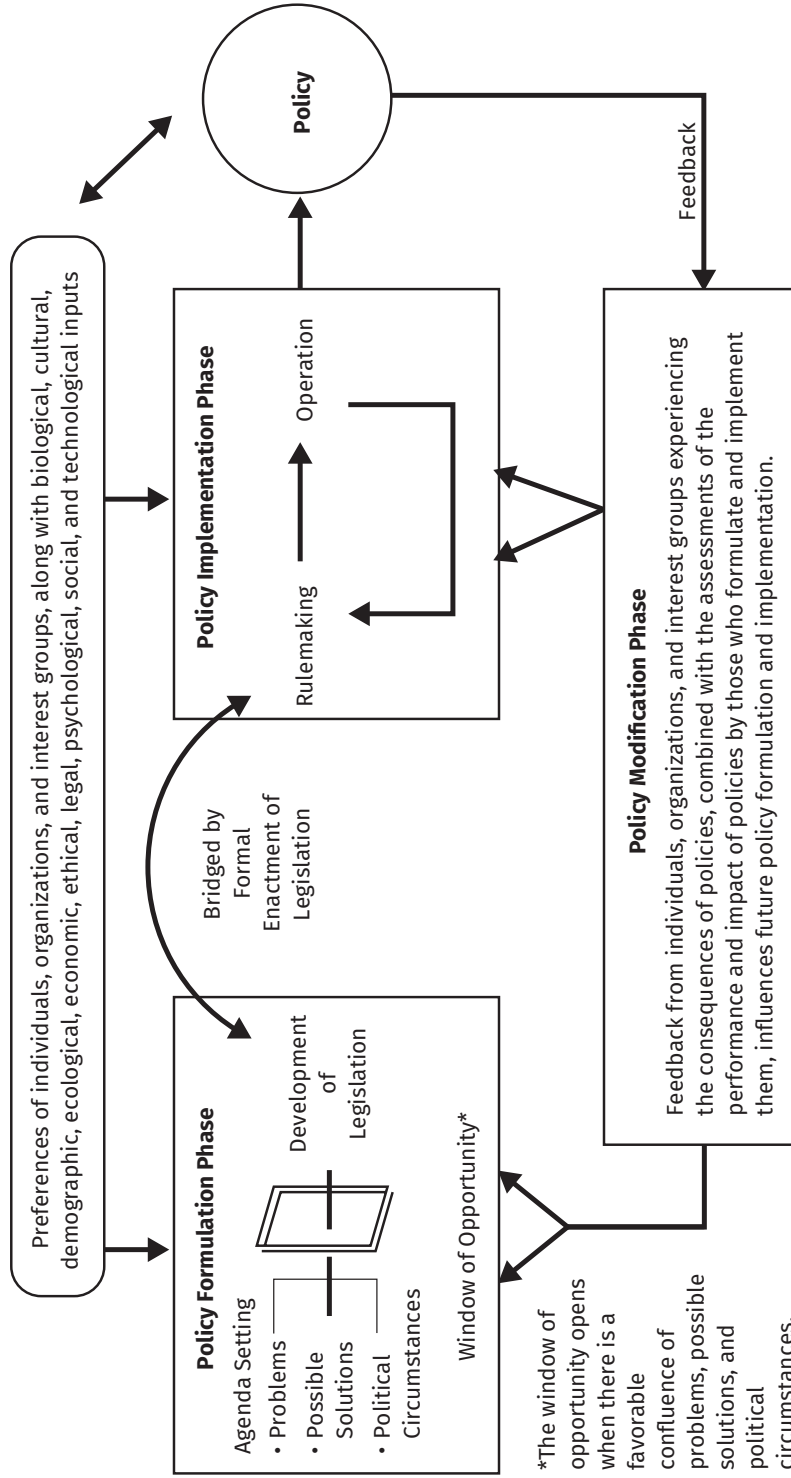 Preferences of individuals, organizations, and interest groups, along with biological, cultural,
demographic, ecological, economic, ethical, legal, psychological, social, and technological inputs
Policy Formulation Phase
Agenda Setting
• Problems
• Possible
Solutions
• Political
Circumstances
Development
of
Legislation
Window of Opportunity*
Bridged by
Formal
Enactment of
Legislation
Policy Implementation Phase
Rulemaking
Operation
Policy
Feedback
Policy Modification Phase
Feedback from individuals, organizations, and interest groups experiencing
the consequences of policies, combined with the assessments of the
performance and impact of policies by those who formulate and implement
them, influences future policy formulation and implementation.
*The window of
opportunity opens
when there is a
favorable
confluence of
problems, possible
solutions, and
political
circumstances.